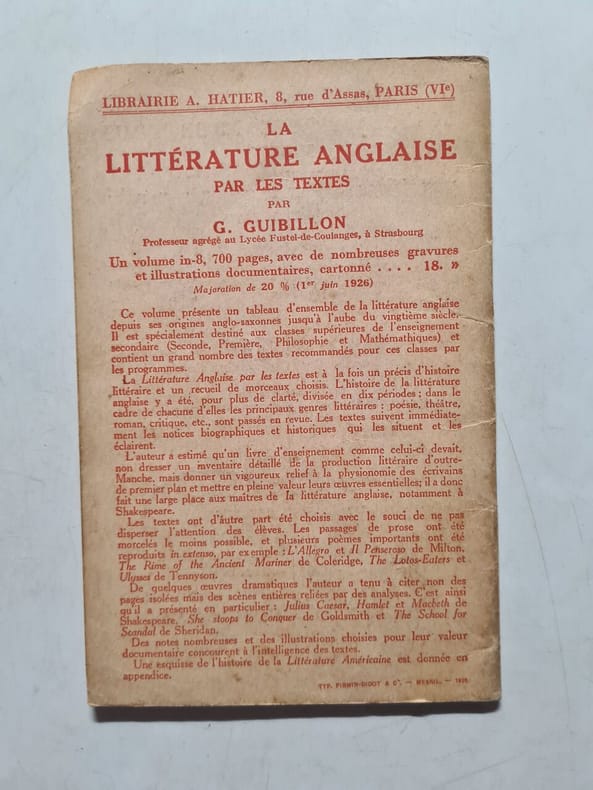 LIBRAIRIE A. HATIER, 8, rue d'Assas, PARIS (VIe)
LA
LITTÉRATURE ANGLAISE
PAR LES TEXTES
PAR
G. GUIBILLON
Professeur agrégé au Lycée Fustel-de-Coulanges, à Strasbourg
Un volume in-8, 700 pages, avec de nombreuses gravures
et illustrations documentaires, cartonné .... 18. »
Majoration de 20 % (1er juin 1926)
Ce volume présente un tableau d'ensemble de la littérature anglaise
depuis ses origines anglo-saxonnes jusqu'à l'aube du vingtième siècle.
Il est spécialement destiné aux classes supérieures de l'enseignement
secondaire (Seconde, Première, Philosophie et Mathématiques) et
contient un grand nombre des textes recommandés pour ces classes par
les programmes.
La Littérature Anglaise par les textes est à la fois un précis d'histoire
littéraire et un recueil de morceaux choisis. L'histoire de la littérature
anglaise y a été, pour plus de clarté, divisée en dix périodes; dans le
cadre de chacune d'elles les principaux genres littéraires : poésie, théâtre,
roman, critique, etc., sont passés en revue. Les textes suivent immédiate-
ment les notices biographiques et historiques qui les situent et les
éclairent.
L'auteur a estimé qu'un livre d'enseignement comme celui-ci devait,
non dresser un inventaire détaillé de la production littéraire d'outre-
Manche, mais donner un vigoureux relief à la physionomie des écrivains
de premier plan et mettre en pleine valeur leurs œuvres essentielles; il a donc
fait une large place aux maîtres de la littérature anglaise, notamment à
Shakespeare.
Les textes ont d'autre part été choisis avec le souci de ne pas
disperser l'attention des élèves. Les passages de prose ont été
morcelés le moins possible, et plusieurs poèmes importants ont été
reproduits in extenso, par exemple : L'Allegro et Il Penseroso de Milton,
The Rime of the Ancient Mariner de Coleridge, The Lotos-Eaters et
Ulysses de Tennyson.
De quelques œuvres dramatiques l'auteur a tenu à citer non des
pages isolées mais des scènes entières reliées par des analyses. C'est ainsi
qu'il a présenté en particulier : Julius Caesar, Hamlet et Macbeth de
Shakespeare, She stoops to Conquer de Goldsmith et The School for
Scandal de Sheridan.
Des notes nombreuses et des illustrations choisies pour leur valeur
documentaire concourent à l'intelligence des textes.
Une esquisse de l'histoire de la Littérature Américaine est donnée en
appendice.
TYP. FIRMIN-DIDOT & Cie. — MESNIL. —